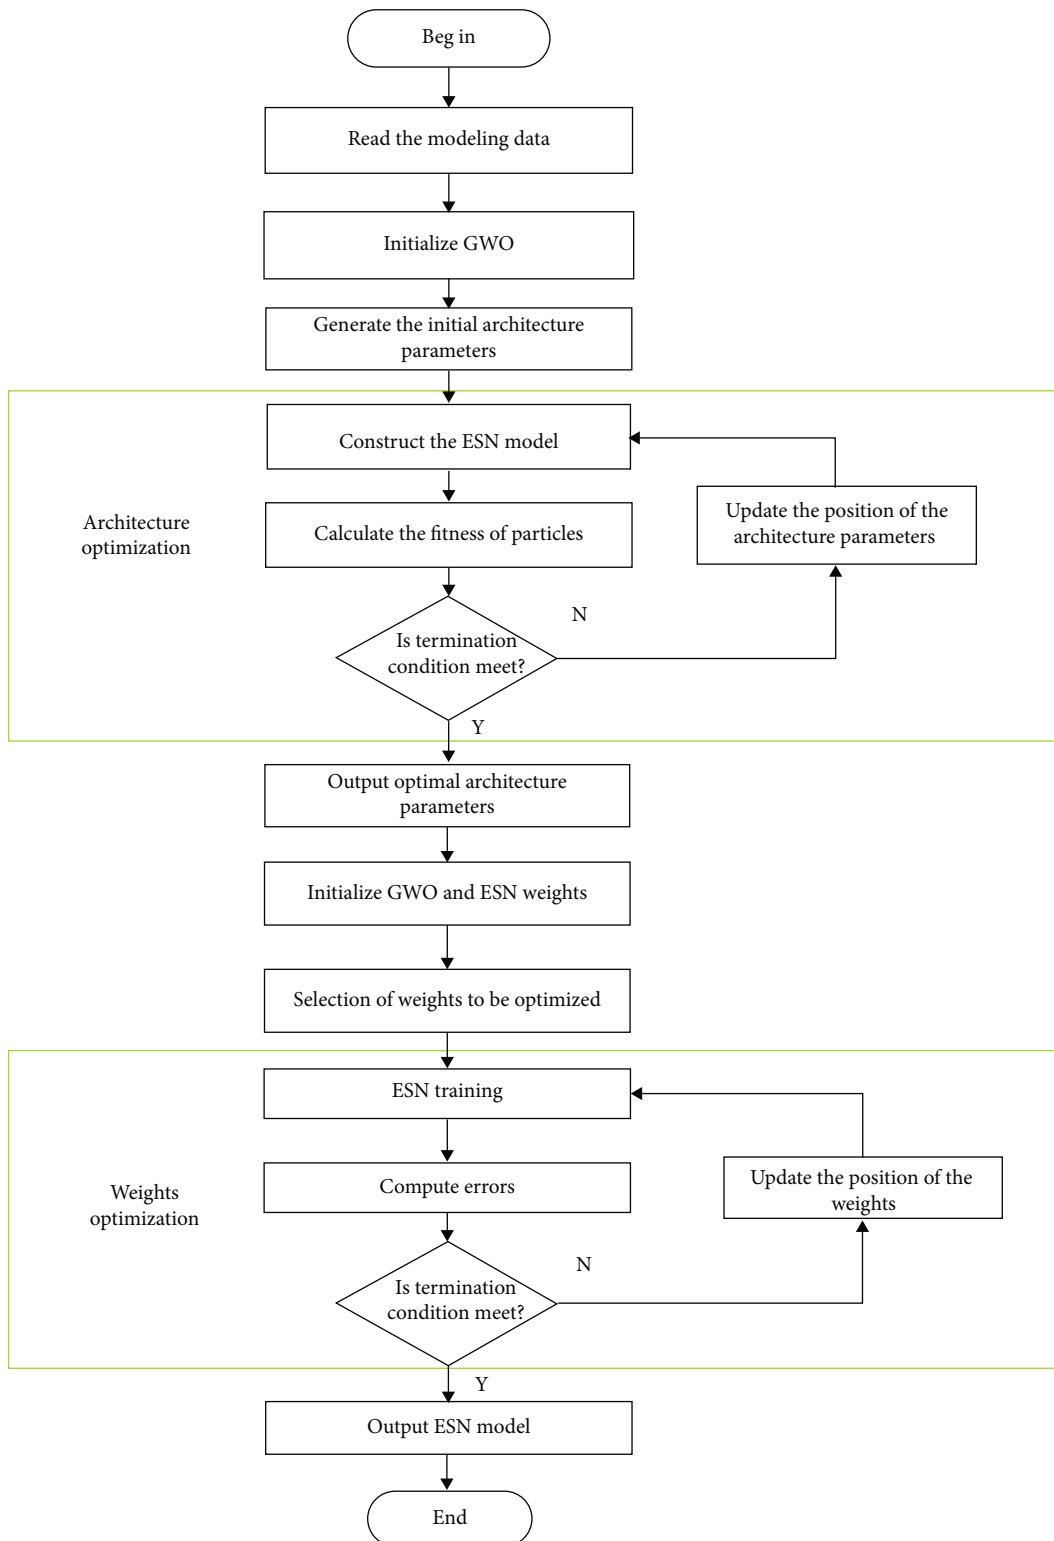 Beg in
Read the modeling data
Initialize GWO
Generate the initial architecture
parameters
Construct the ESN model
Update the position of the
architecture parameters
Architecture
optimization
Calculate the fitness of particles
N
Is termination
condition meet?
Y
Output optimal architecture
parameters
Initialize GWO and ESN weights
Selection of weights to be optimized
ESN training
Update the position of the
weights
Weights
optimization
Compute errors
N
Is termination
condition meet?
Y
Output ESN model
End